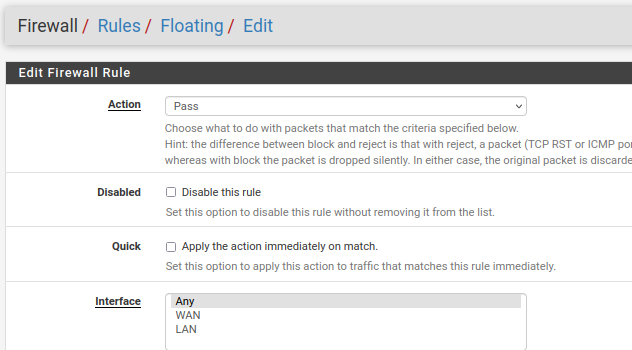 Firewall / Rules / Floating / Edit
Edit Firewall Rule
Action
Pass
Choose what to do with packets that match the criteria specified below.
Hint: the difference between block and reject is that with reject, a packet (TCP RST or ICMP
whereas with block the packet is dropped silently. In either case, the original packet is
Disabled
Disable this rule
Set this option to disable this rule without removing it from the list.
Quick
Apply the action immediately on match.
Set this option to apply this action to traffic that matches this rule immediately.
Interface
Any
WAN
LAN